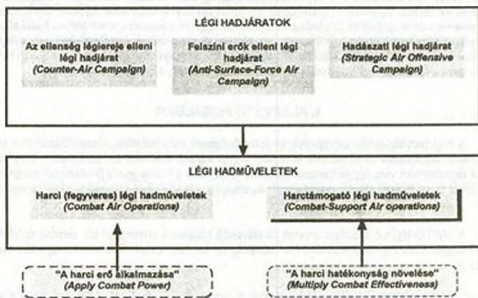 LÉGI HADJÁRATOK
Az ellenség légiereje elleni
légi hadjárat
(Counter-Air Campaign)
Felszíni erők elleni légi
hadjárat
(Anti-Surface-Force Air
Campaign)
Hadászati légi hadjárat
(Strategic Air Offensive
Campaign)
LÉGI HADMŰVELETEK
Harci (fegyveres) légi hadműveletek
(Combat Air Operations)
Harctámogató légi hadműveletek
(Combat-Support Air operations)
"A harci erő alkalmazása"
(Apply Combat Power)
"A harci hatékonyság növelése"
(Multiply Combat Effectiveness)